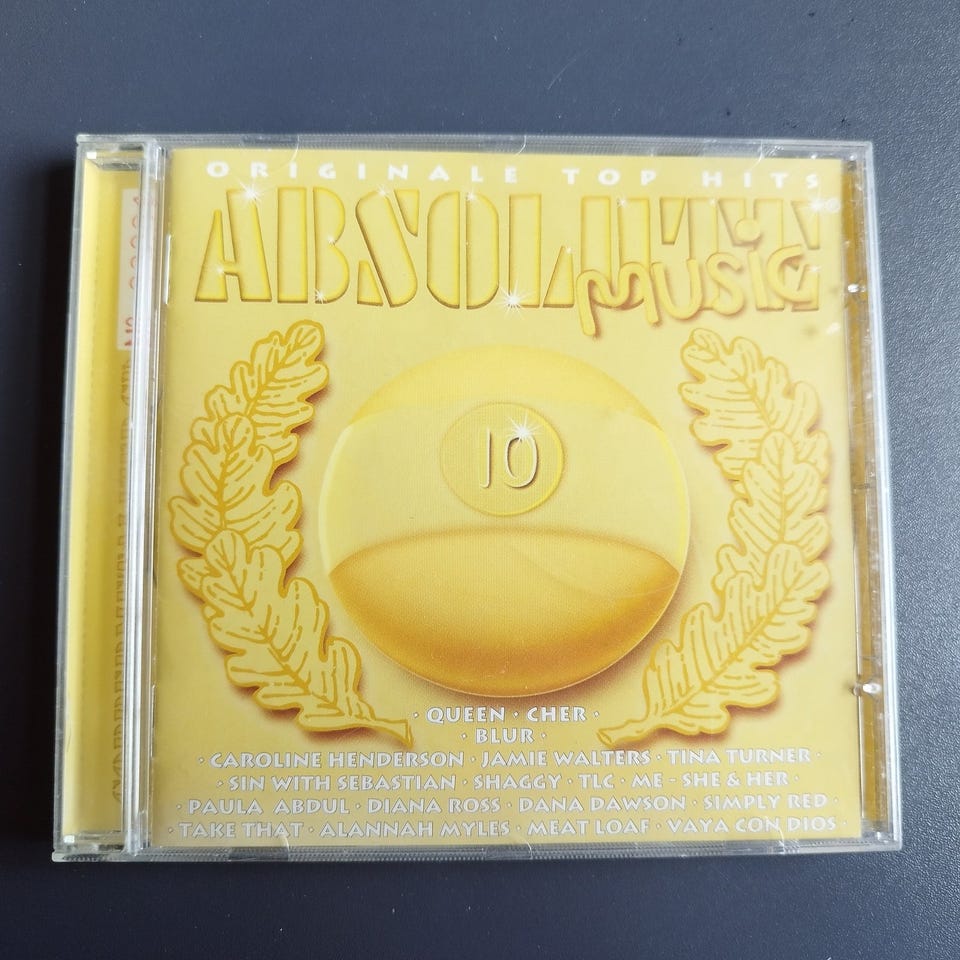 ORIGINALE TOP HITS
ABSOLUTE
music
10
· QUEEN · CHER ·
· BLUR ·
· CAROLINE HENDERSON · JAMIE WALTERS · TINA TURNER ·
· SIN WITH SEBASTIAN · SHAGGY · TLC · ME - SHE & HER ·
· PAULA ABDUL · DIANA ROSS · DANA DAWSON · SIMPLY RED ·
· TAKE THAT · ALANNAH MYLES · MEAT LOAF · VAYA CON DIOS ·